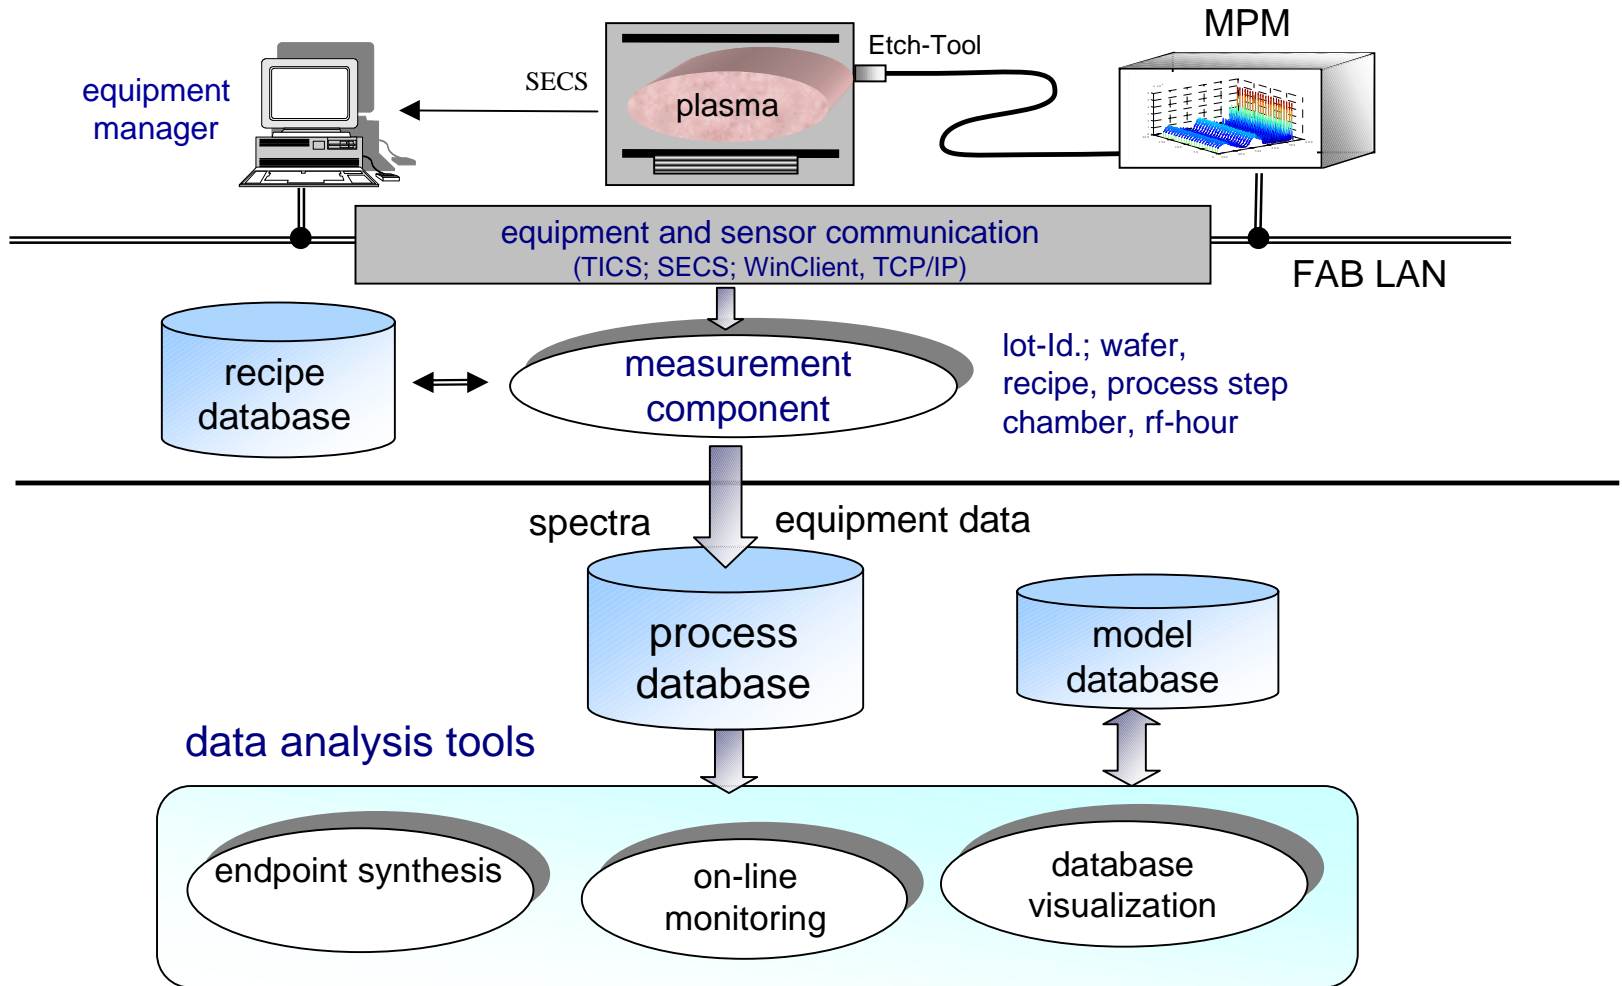 MPM
Etch-Tool
SECS
equipment
manager
plasma
equipment and sensor communication
(TICS; SECS; WinClient, TCP/IP)
FAB LAN
recipe
database
measurement
component
lot-Id.; wafer,
recipe, process step
chamber, rf-hour
spectra
equipment data
process
database
model
database
data analysis tools
endpoint synthesis
on-line
monitoring
database
visualization